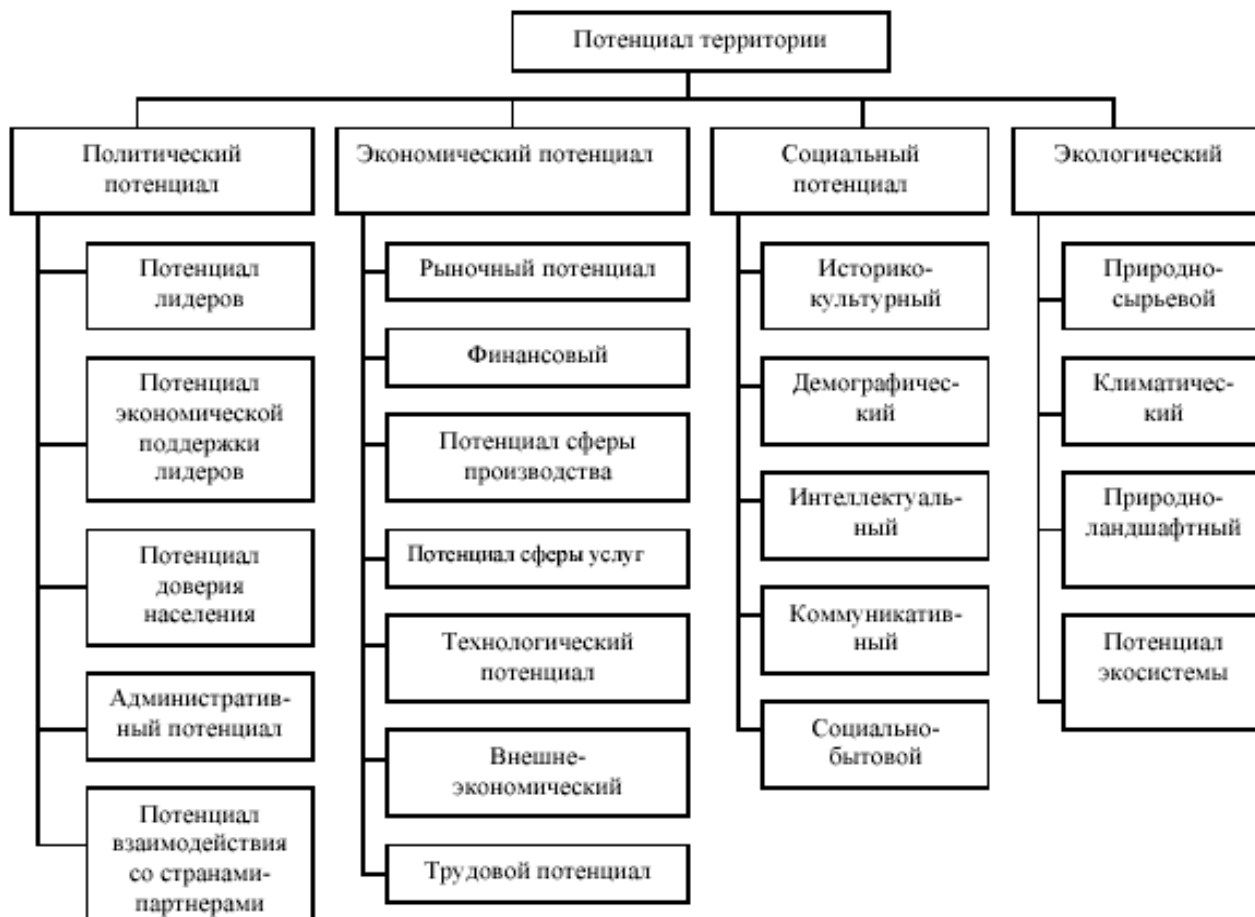 Потенциал территории
Политический
потенциал
Потенциал
лидеров
Потенциал
экономической
поддержки
лидеров
Потенциал
доверия
населения
Административ-
ный потенциал
Потенциал
взаимодействия
со странами-
партнерами
Экономический потенциал
Рыночный потенциал
Финансовый
Потенциал сферы
производства
Потенциал сферы услуг
Технологический
потенциал
Внешне-
экономический
Трудовой потенциал
Социальный
потенциал
Историко-
культурный
Демографичес-
кий
Интеллектуаль-
ный
Коммуникатив-
ный
Социально-
бытовой
Экологический
Природно-
сырьевой
Климатичес-
кий
Природно-
ландшафтный
Потенциал
экосистемы